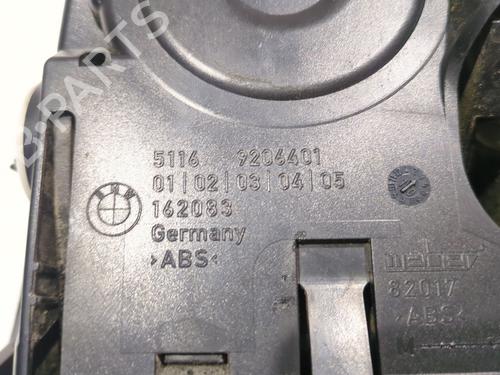 B-PARTS
5116 9206401
01|02|03|04|05
162083
Germany
>ABS<
82017
>ABS<
M